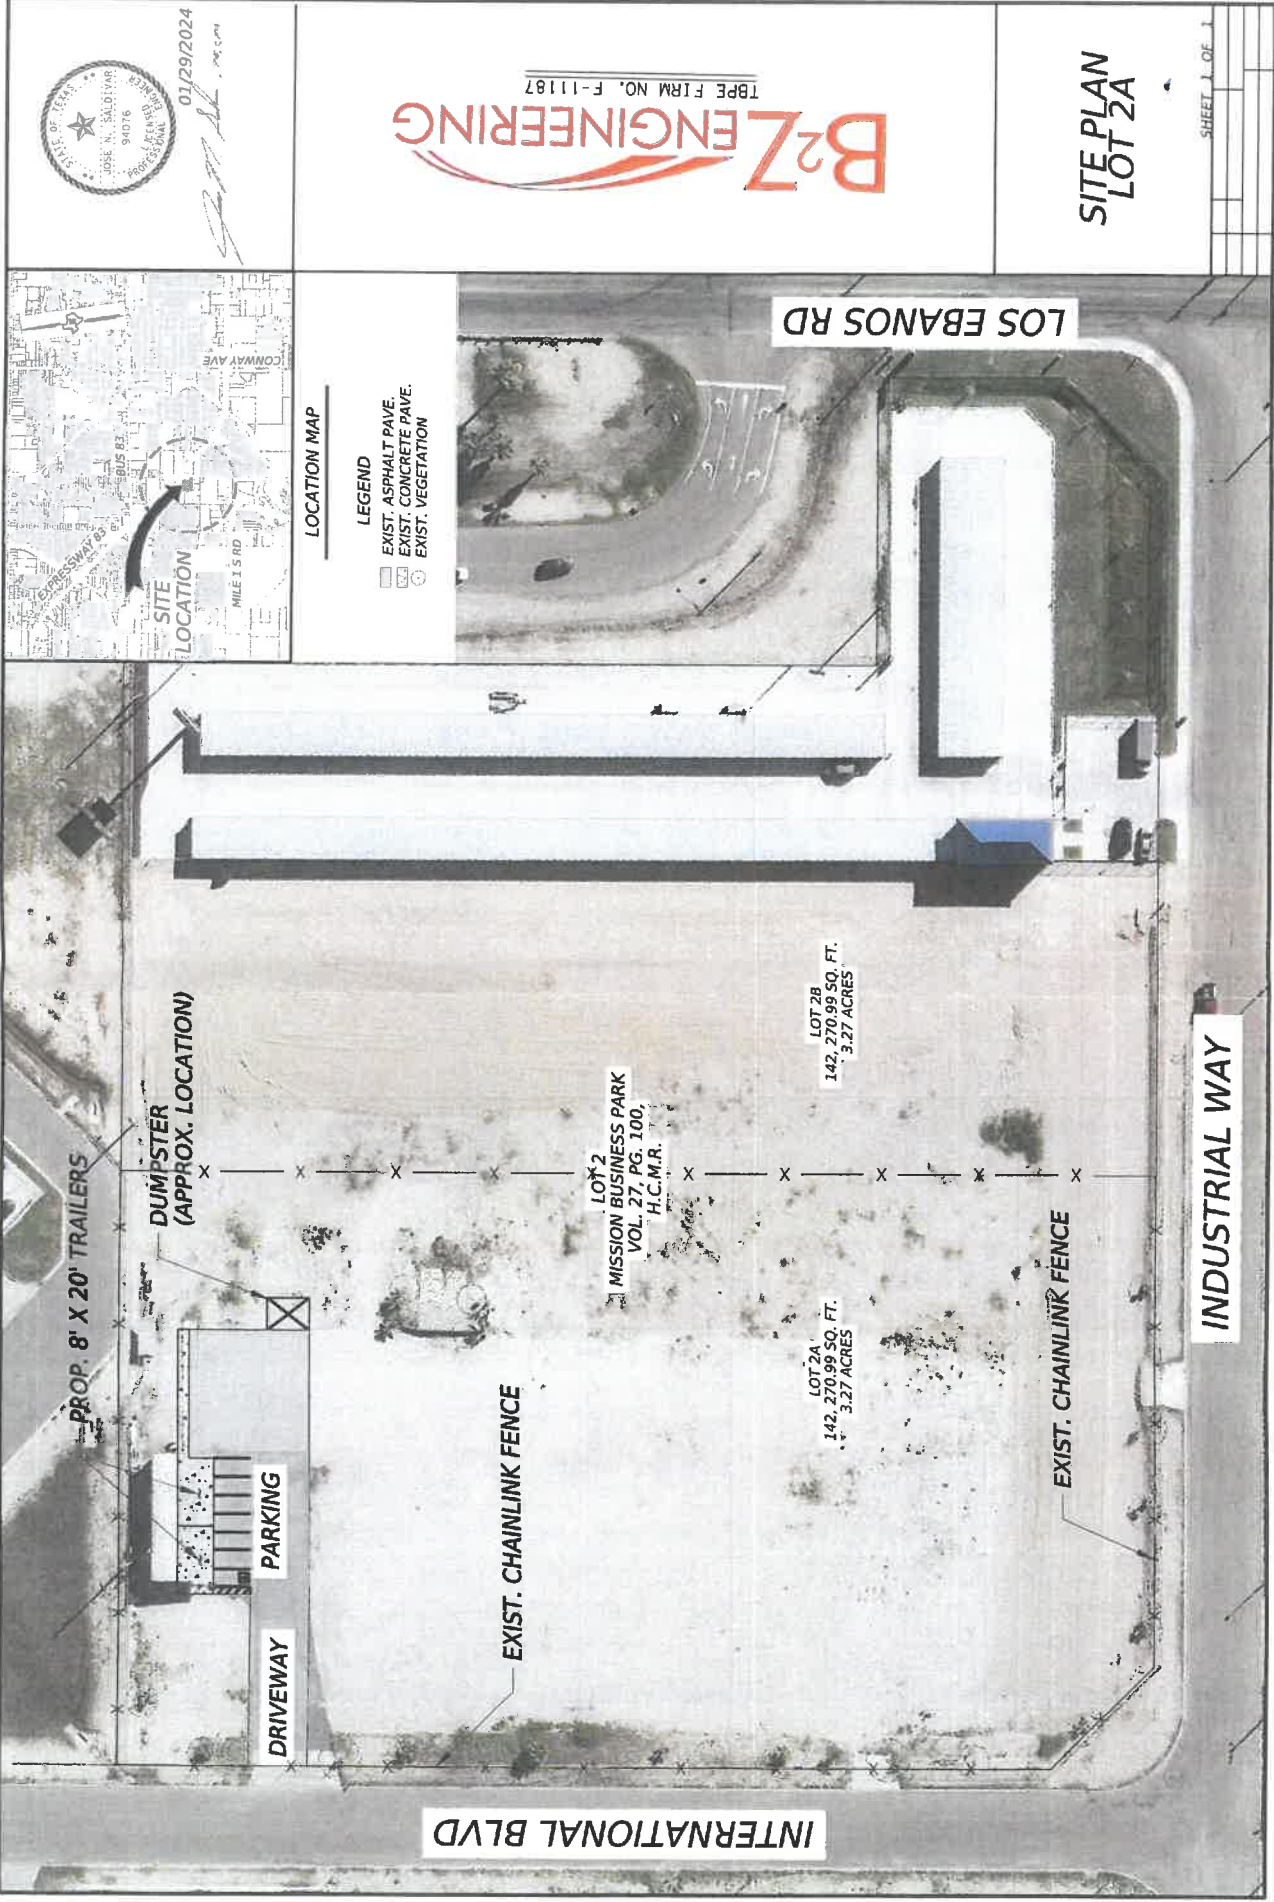 STATE OF TEXAS
JOSE N. SALDIVAR
94076
LICENSED
PROFESSIONAL ENGINEER
01/29/2024
B2Z ENGINEERING
TBPE FIRM NO. F-11187
SITE PLAN
LOT 2A
SHEET 1 OF 1
EXPRESSWAY 83
BUS 83
CONWAY AVE
MILE 1 S RD
SITE
LOCATION
LOCATION MAP
LEGEND
EXIST. ASPHALT PAVE.
EXIST. CONCRETE PAVE.
EXIST. VEGETATION
LOS EBANOS RD
PROP. 8' X 20' TRAILERS
DUMPSTER
(APPROX. LOCATION)
PARKING
DRIVEWAY
EXIST. CHAINLINK FENCE
LOT 2
MISSION BUSINESS PARK
VOL. 27, PG. 100,
H.C.M.R.
LOT 2B
142, 270.99 SQ. FT.
3.27 ACRES
LOT 2A
142, 270.99 SQ. FT.
3.27 ACRES
EXIST. CHAINLINK FENCE
INTERNATIONAL BLVD
INDUSTRIAL WAY